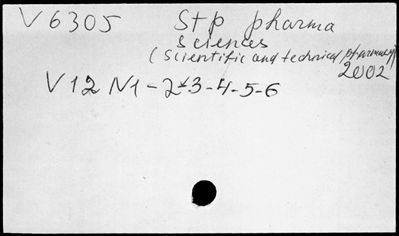 V6305 Stp pharma
sciences
(Scientific and technical pharmacy)
2002
V12 N1-2*3-4-5-6